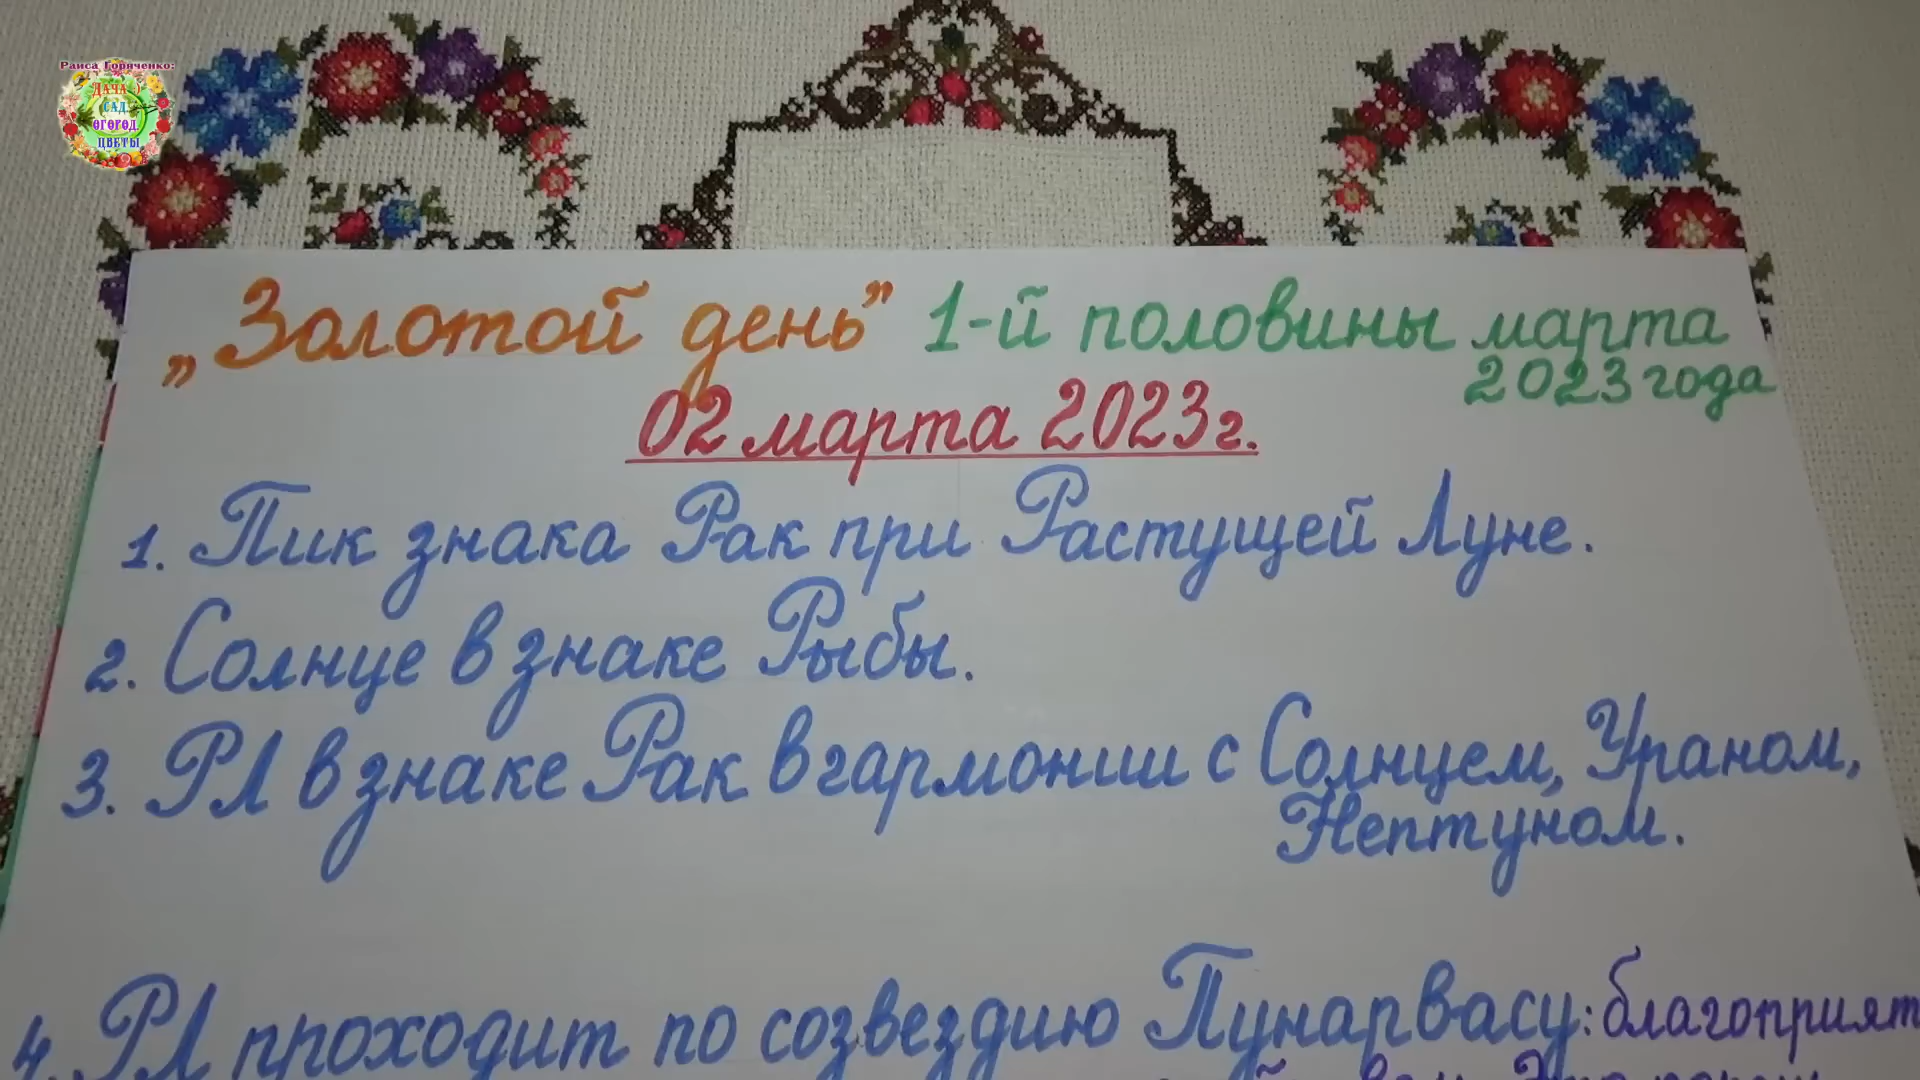 Раиса Горяченко:
ДАЧА
САД,
ОГОРОД,
ЦВЕТЫ
„Золотой день” 1-й половины марта
2023 года
02 марта 2023г.
1. Пик знака Рак при Растущей Луне.
2. Солнце в знаке Рыбы.
3. РЛ в знаке Рак в гармонии с Солнцем, Ураном,
Нептуном.
4. РЛ проходит по созвездию Пунарвасу: благоприят